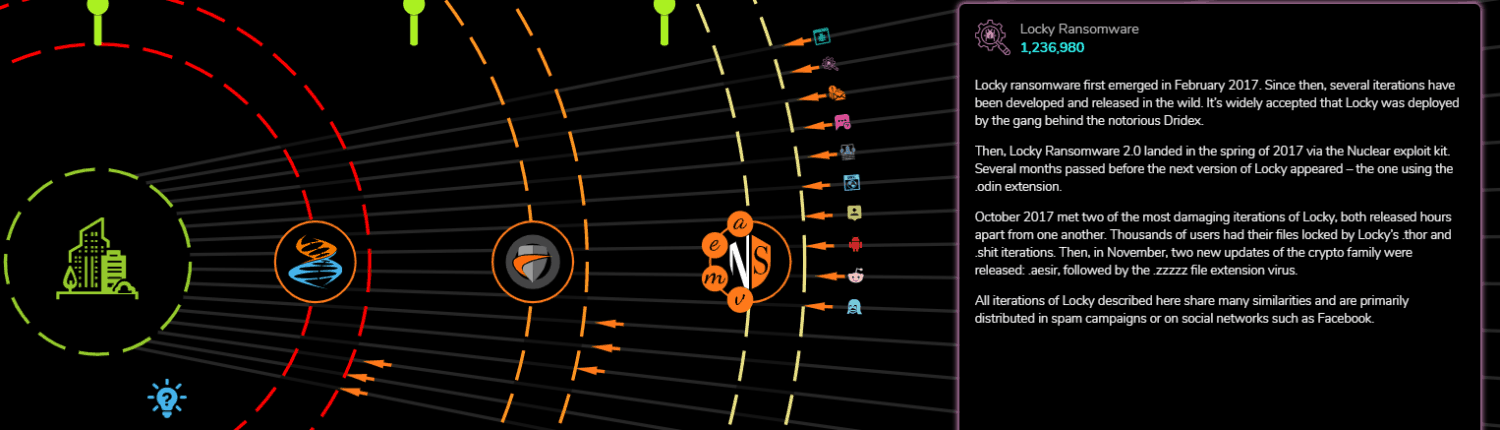 Locky Ransomware
1,236,980
Locky ransomware first emerged in February 2017. Since then, several iterations have
been developed and released in the wild. It's widely accepted that Locky was deployed
by the gang behind the notorious Dridex.
Then, Locky Ransomware 2.0 landed in the spring of 2017 via the Nuclear exploit kit.
Several months passed before the next version of Locky appeared – the one using the
.odin extension.
October 2017 met two of the most damaging iterations of Locky, both released hours
apart from one another. Thousands of users had their files locked by Locky's .thor and
.shit iterations. Then, in November, two new updates of the crypto family were
released: .aesir, followed by the .zzzzz file extension virus.
All iterations of Locky described here share many similarities and are primarily
distributed in spam campaigns or on social networks such as Facebook.
a
e
NS
m
v
?